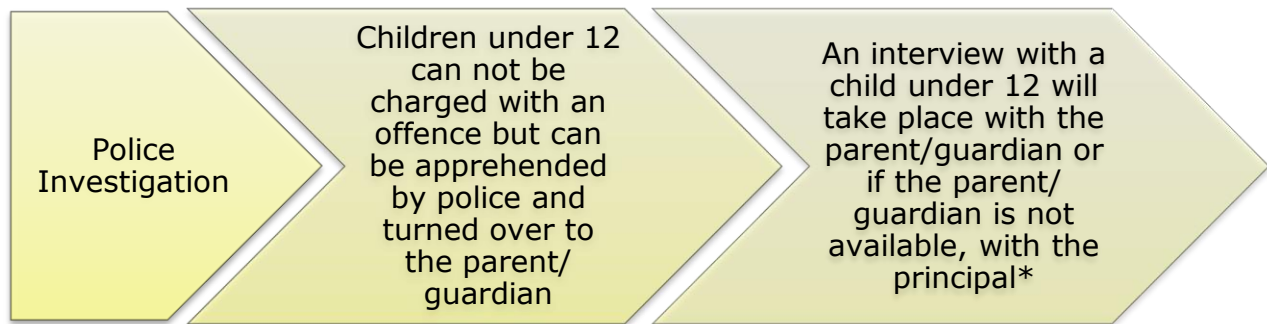 Police
Investigation
Children under 12
can not be
charged with an
offence but can
be apprehended
by police and
turned over to
the parent/
guardian
An interview with a
child under 12 will
take place with the
parent/guardian or
if the parent/
guardian is not
available, with the
principal*